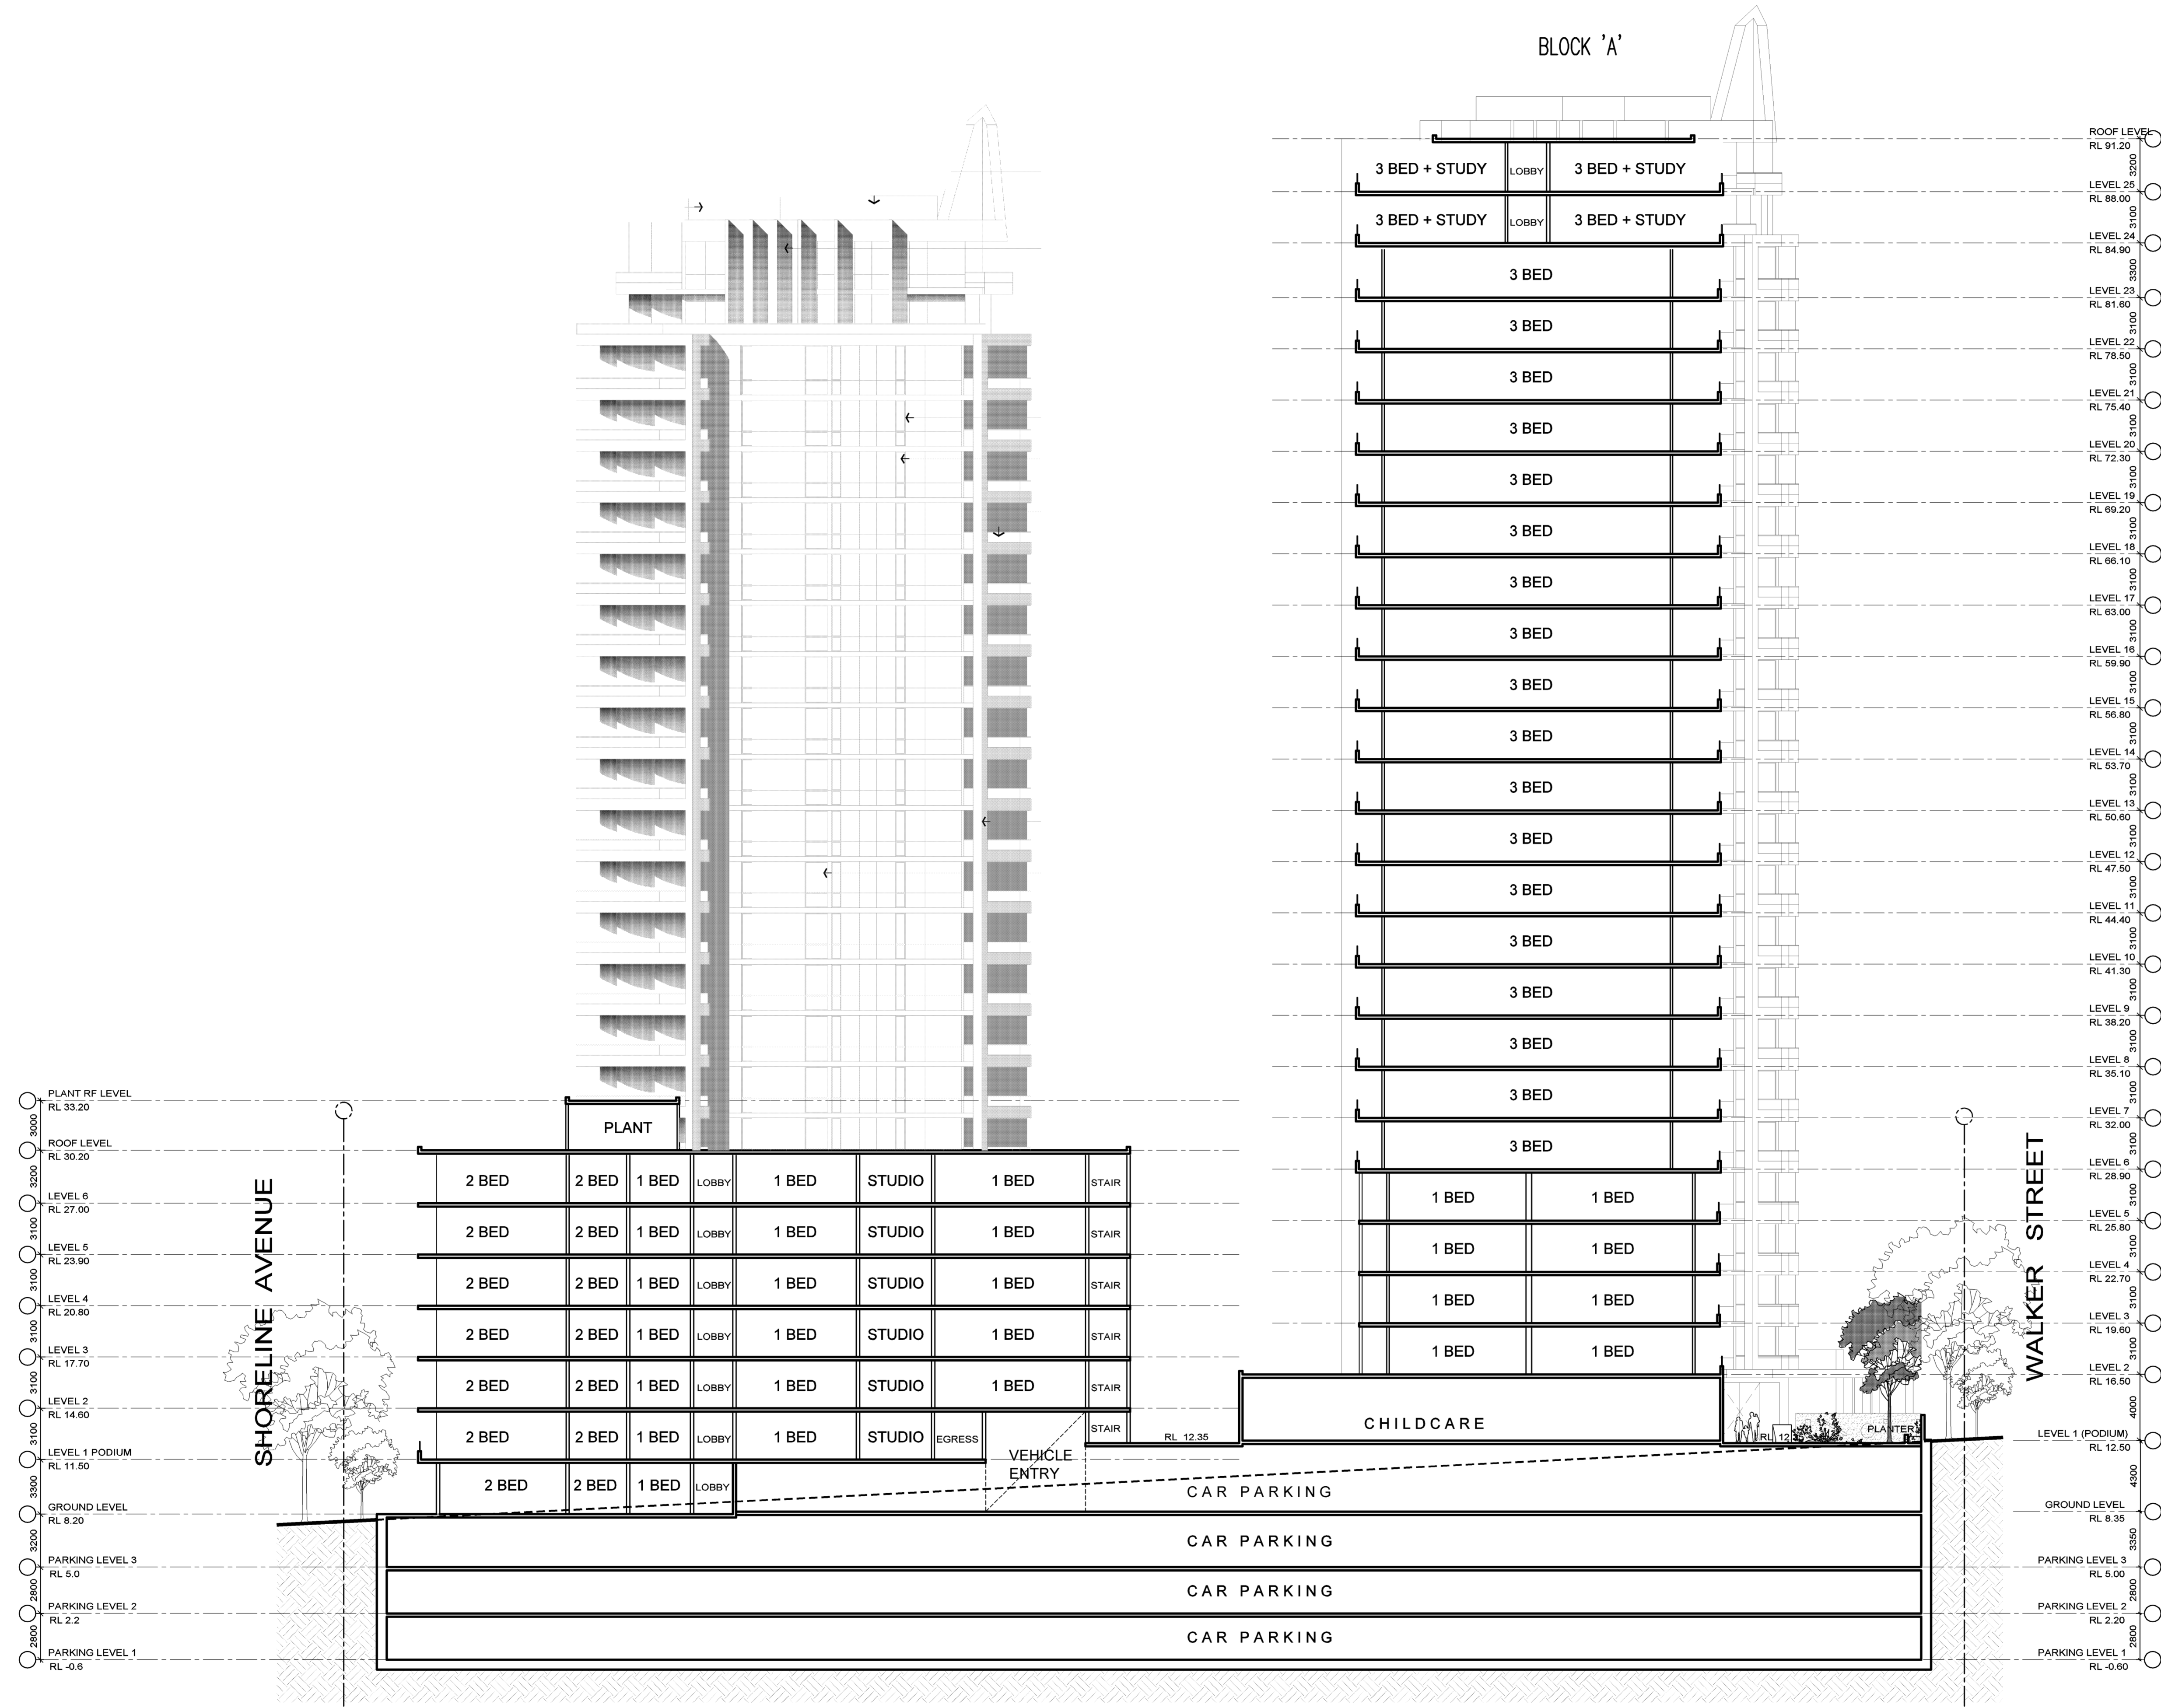 BLOCK 'A'
ROOF LEVEL
RL 91.20
3200
3 BED + STUDY LOBBY 3 BED + STUDY
LEVEL 25
RL 88.00
3100
3 BED + STUDY LOBBY 3 BED + STUDY
LEVEL 24
RL 84.90
3300
3 BED
LEVEL 23
RL 81.60
3100
3 BED
LEVEL 22
RL 78.50
3100
3 BED
LEVEL 21
RL 75.40
3100
3 BED
LEVEL 20
RL 72.30
3100
3 BED
LEVEL 19
RL 69.20
3100
3 BED
LEVEL 18
RL 66.10
3100
3 BED
LEVEL 17
RL 63.00
3100
3 BED
LEVEL 16
RL 59.90
3100
3 BED
LEVEL 15
RL 56.80
3100
3 BED
LEVEL 14
RL 53.70
3100
3 BED
LEVEL 13
RL 50.60
3100
3 BED
LEVEL 12
RL 47.50
3100
3 BED
LEVEL 11
RL 44.40
3100
3 BED
LEVEL 10
RL 41.30
3100
3 BED
LEVEL 9
RL 38.20
3100
3 BED
LEVEL 8
RL 35.10
3100
3 BED
LEVEL 7
RL 32.00
3100
3 BED
LEVEL 6
RL 28.90
3100
1 BED 1 BED
LEVEL 5
RL 25.80
3100
1 BED 1 BED
LEVEL 4
RL 22.70
3100
1 BED 1 BED
LEVEL 3
RL 19.60
3100
1 BED 1 BED
LEVEL 2
RL 16.50
4000
CHILDCARE
RL 12.35
RL 12
PLANTER
LEVEL 1 (PODIUM)
RL 12.50
4300
GROUND LEVEL
RL 8.35
3350
PARKING LEVEL 3
RL 5.00
2800
PARKING LEVEL 2
RL 2.20
2800
PARKING LEVEL 1
RL -0.60
WALKER STREET
SHORELINE AVENUE
PLANT RF LEVEL
RL 33.20
3000
PLANT
ROOF LEVEL
RL 30.20
3200
2 BED 2 BED 1 BED LOBBY 1 BED STUDIO 1 BED STAIR
LEVEL 6
RL 27.00
3100
2 BED 2 BED 1 BED LOBBY 1 BED STUDIO 1 BED STAIR
LEVEL 5
RL 23.90
3100
2 BED 2 BED 1 BED LOBBY 1 BED STUDIO 1 BED STAIR
LEVEL 4
RL 20.80
3100
2 BED 2 BED 1 BED LOBBY 1 BED STUDIO 1 BED STAIR
LEVEL 3
RL 17.70
3100
2 BED 2 BED 1 BED LOBBY 1 BED STUDIO 1 BED STAIR
LEVEL 2
RL 14.60
3100
2 BED 2 BED 1 BED LOBBY 1 BED STUDIO EGRESS STAIR
LEVEL 1 PODIUM
RL 11.50
3300
2 BED 2 BED 1 BED LOBBY
VEHICLE
ENTRY
CAR PARKING
GROUND LEVEL
RL 8.20
3200
CAR PARKING
PARKING LEVEL 3
RL 5.0
2800
CAR PARKING
PARKING LEVEL 2
RL 2.2
2800
CAR PARKING
PARKING LEVEL 1
RL -0.6